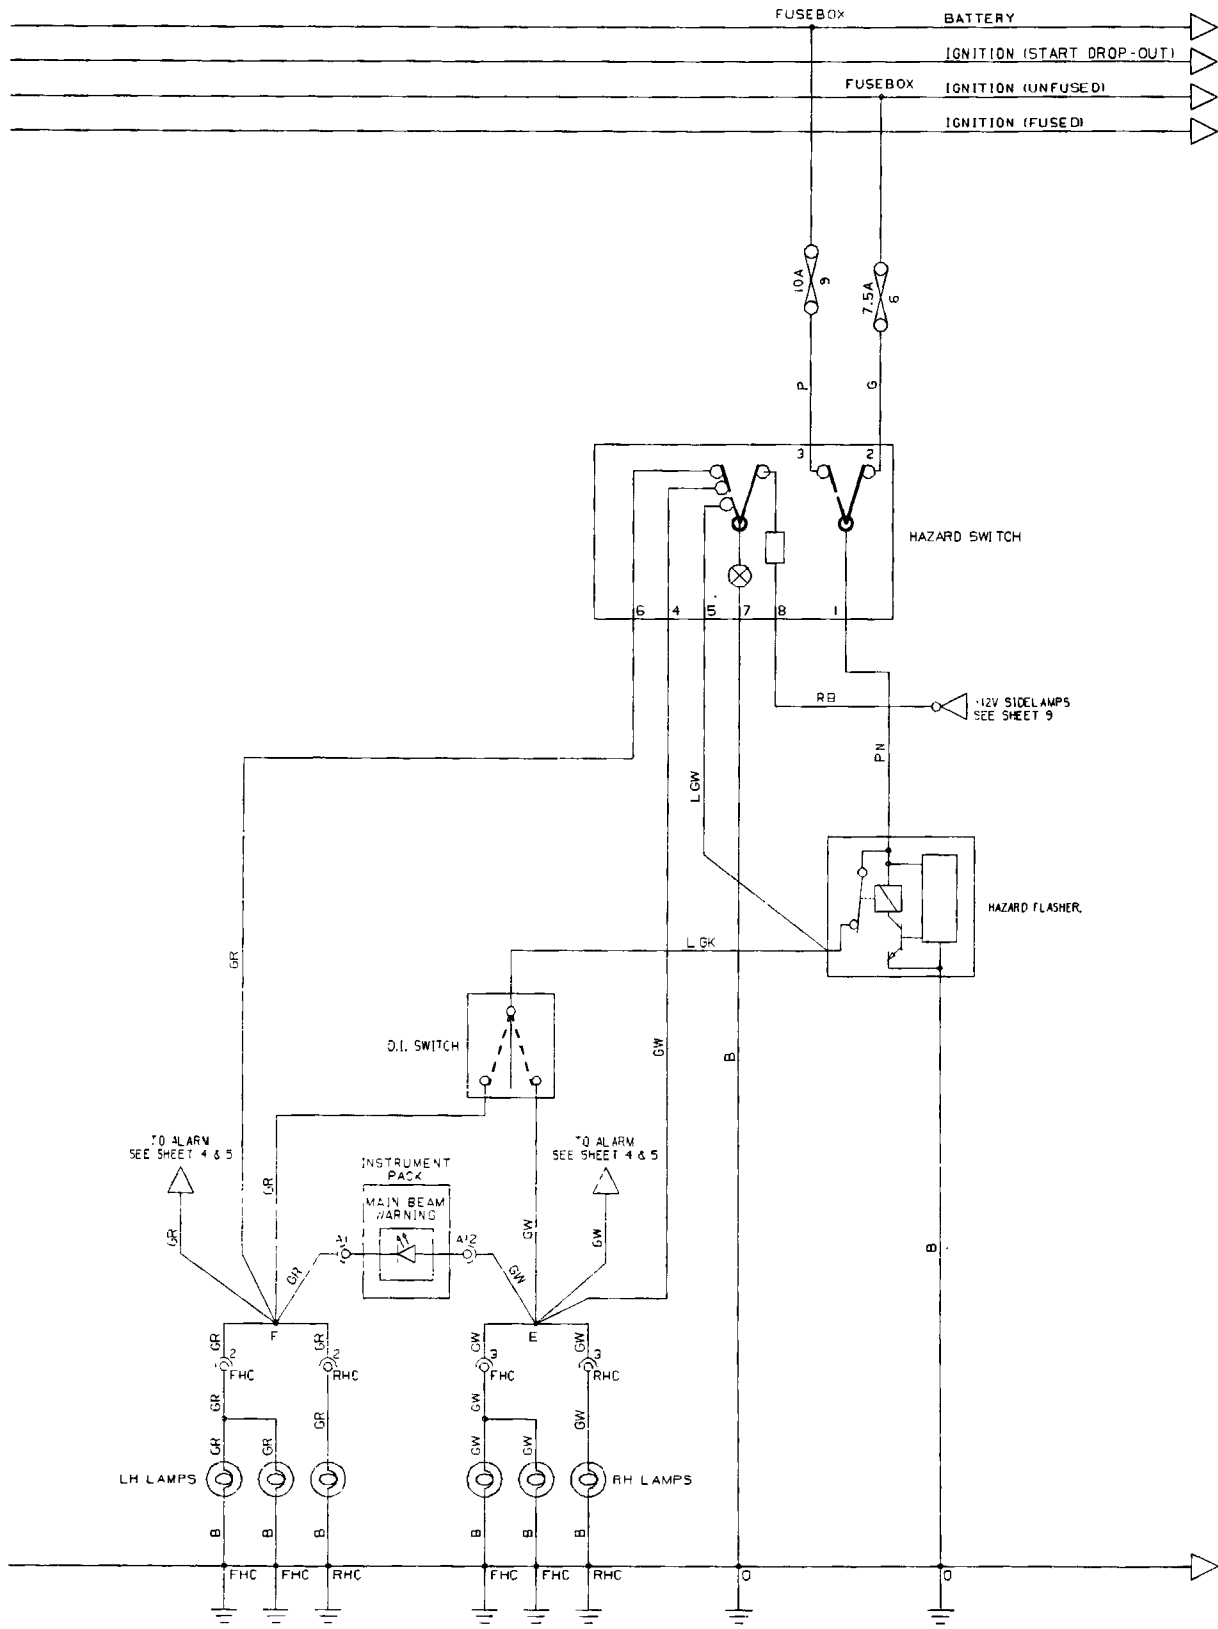 FUSEBOX
BATTERY
IGNITION (START DROP-OUT)
FUSEBOX
IGNITION (UNFUSED)
IGNITION (FUSED)
10A
9
7.5A
6
P
G
3
2
HAZARD SWITCH
6
4
5
7
8
1
RB
12V SIDELAMPS
SEE SHEET 9
PN
LGW
HAZARD FLASHER
LGK
GR
D.I. SWITCH
GW
B
TO ALARM
SEE SHEET 4 & 5
TO ALARM
SEE SHEET 4 & 5
INSTRUMENT
PACK
MAIN BEAM
WARNING
GR
GR
A1
A12
GW
GW
GR
GW
B
F
E
GR
2
FHC
GR
2
RHC
GW
3
FHC
GW
3
RHC
GR
GR
GW
GW
GR
GR
GW
GW
LH LAMPS
RH LAMPS
B
B
B
B
B
B
FHC
FHC
RHC
FHC
FHC
RHC
O
O